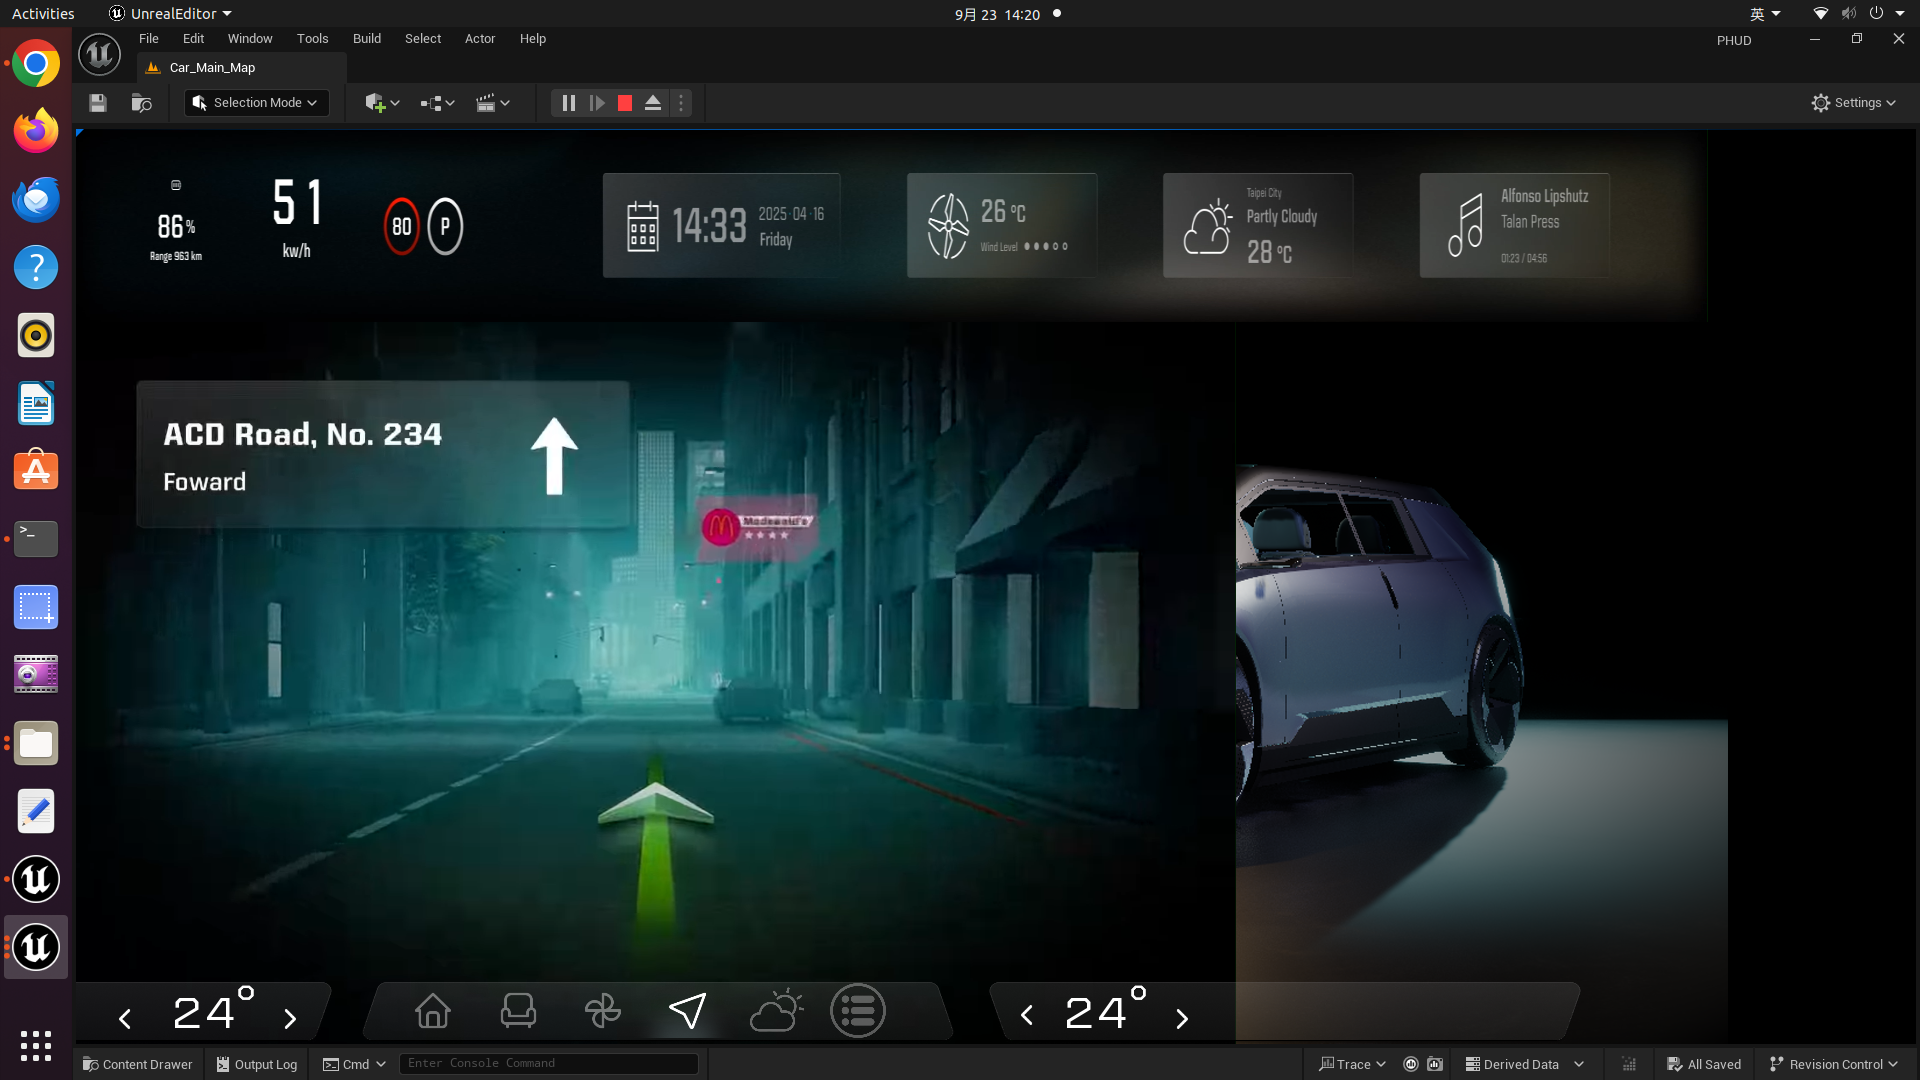 Activities
UnrealEditor
9月 23 14:20
英
File Edit Window Tools Build Select Actor Help
PHUD
Car_Main_Map
Selection Mode
Settings
86%
Range 963 km
51
kw/h
80
P
14:33
2025·04·16
Friday
26 °C
Wind Level
Taipei City
Partly Cloudy
28 °C
Alfonso Lipshutz
Talan Press
01:23 / 04:56
ACD Road, No. 234
Foward
24°
24°
Content Drawer
Output Log
Cmd
Enter Console Command
Trace
Derived Data
All Saved
Revision Control